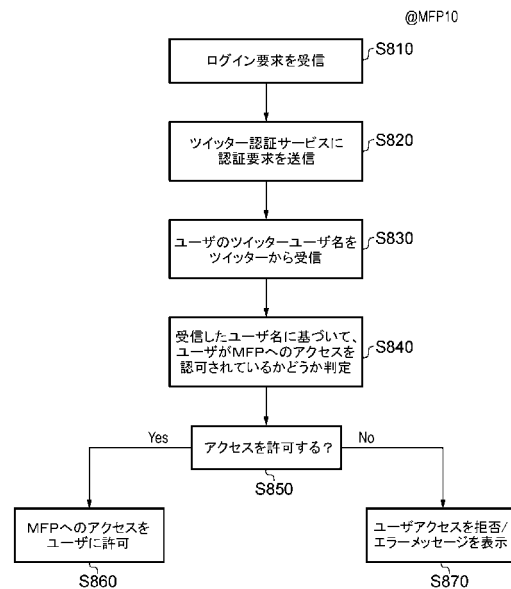 @MFP10
ログイン要求を受信
S810
ツイッター認証サービスに
認証要求を送信
S820
ユーザのツイッターユーザ名を
ツイッターから受信
S830
受信したユーザ名に基づいて、
ユーザがMFPへのアクセスを
認可されているかどうか判定
S840
Yes
アクセスを許可する？
No
S850
MFPへのアクセスを
ユーザに許可
S860
ユーザアクセスを拒否/
エラーメッセージを表示
S870